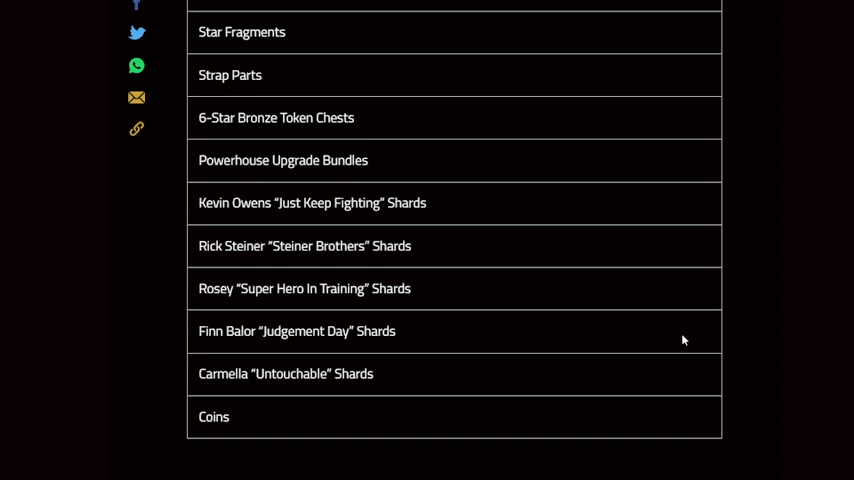 Star Fragments
Strap Parts
6-Star Bronze Token Chests
Powerhouse Upgrade Bundles
Kevin Owens “Just Keep Fighting” Shards
Rick Steiner “Steiner Brothers” Shards
Rosey “Super Hero In Training” Shards
Finn Balor “Judgement Day” Shards
Carmella “Untouchable” Shards
Coins